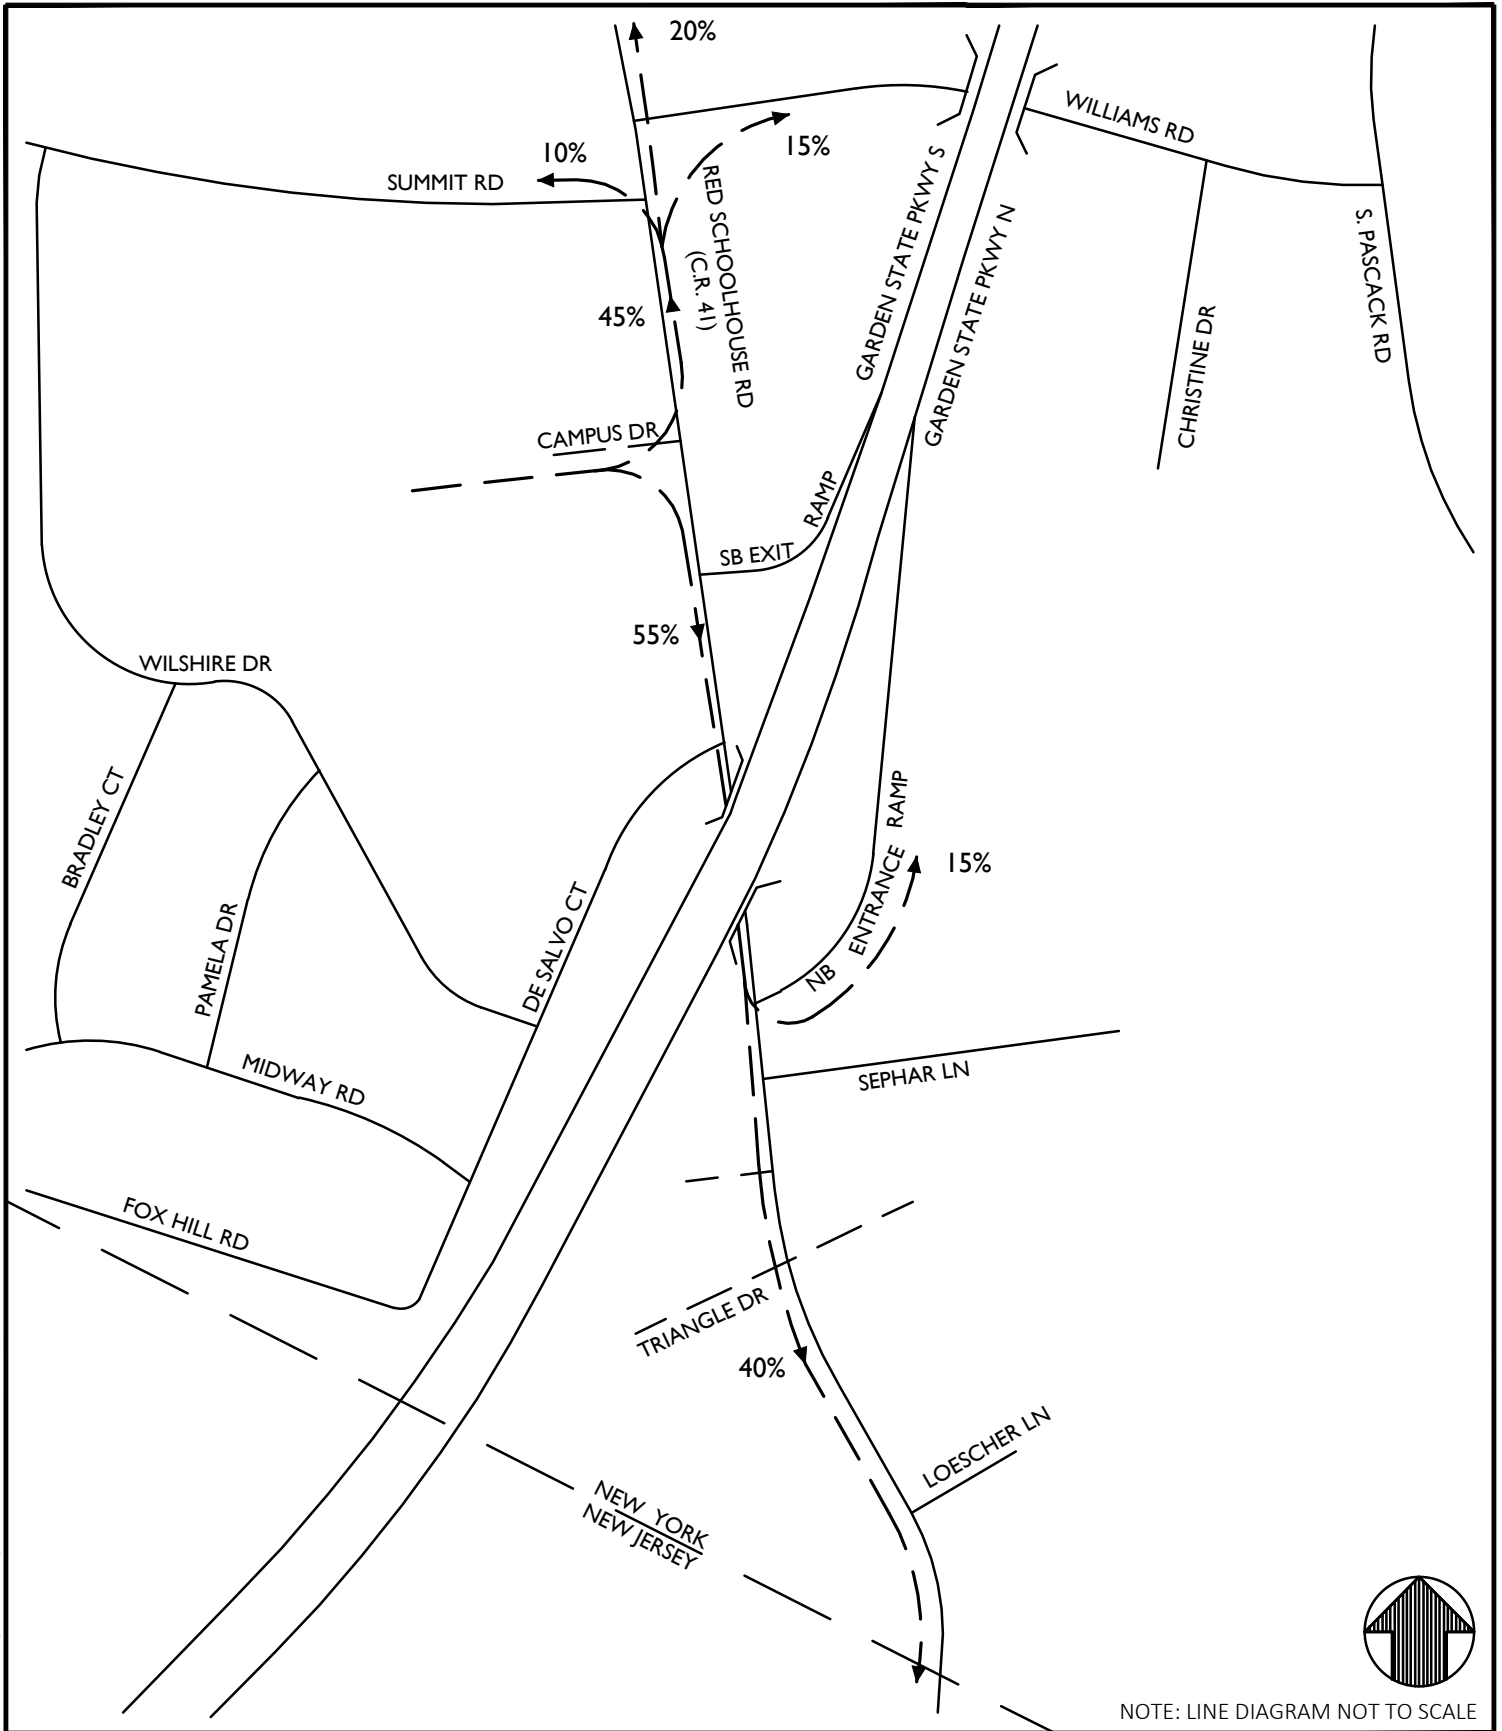 20%
WILLIAMS RD
15%
10%
SUMMIT RD
RED SCHOOLHOUSE RD
(C.R. 41)
GARDEN STATE PKWY S
GARDEN STATE PKWY N
S. PASCACK RD
CHRISTINE DR
45%
CAMPUS DR
RAMP
SB EXIT
55%
WILSHIRE DR
BRADLEY CT
PAMELA DR
DE SALVO CT
NB ENTRANCE RAMP
15%
MIDWAY RD
SEPHAR LN
FOX HILL RD
TRIANGLE DR
40%
LOESCHER LN
NEW YORK
NEW JERSEY
NOTE: LINE DIAGRAM NOT TO SCALE